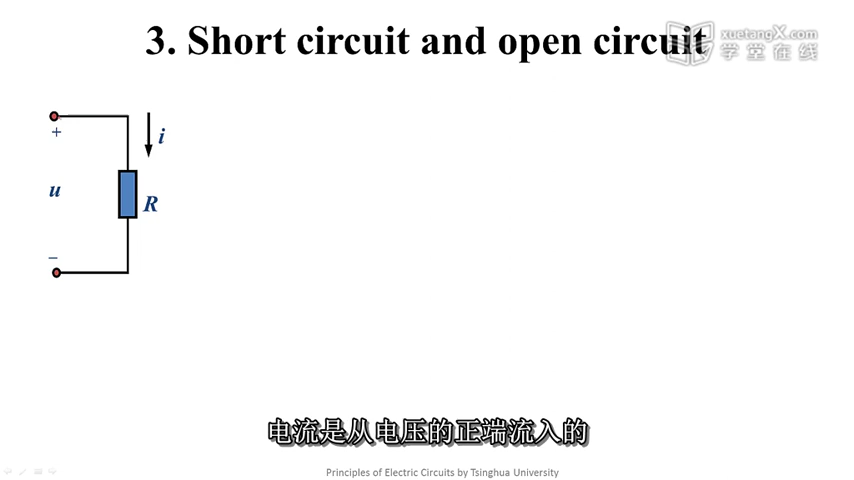 3. Short circuit and open circuit
xuetangX.com
学堂在线
+
i
u
R
−
电流是从电压的正端流入的
Principles of Electric Circuits by Tsinghua University